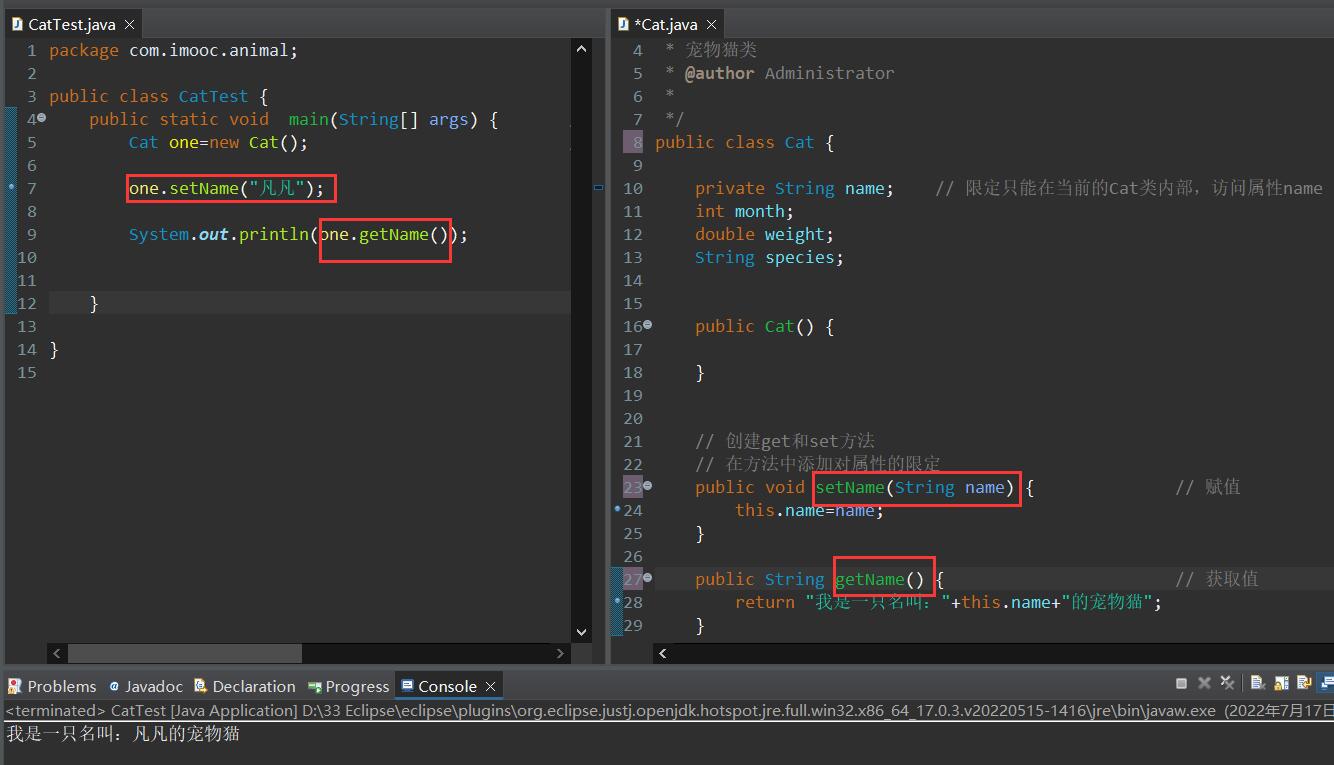 CatTest.java
1 package com.imooc.animal;
2
3 public class CatTest {
4 public static void  main(String[] args) {
5 Cat one=new Cat();
6
7 one.setName("凡凡");
8
9 System.out.println(one.getName());
10
11
12 }
13
14 }
15
*Cat.java
4 * 宠物猫类
5 * @author Administrator
6 *
7 */
8 public class Cat {
9
10 private String name;    // 限定只能在当前的Cat类内部，访问属性name
11 int month;
12 double weight;
13 String species;
14
15
16 public Cat() {
17
18 }
19
20
21 // 创建get和set方法
22 // 在方法中添加对属性的限定
23 public void setName(String name) {    // 赋值
24 this.name=name;
25 }
26
27 public String getName() {    // 获取值
28 return "我是一只名叫："+this.name+"的宠物猫";
29 }
Problems @ Javadoc Declaration Progress Console
<terminated> CatTest [Java Application] D:\33 Eclipse\eclipse\plugins\org.eclipse.justj.openjdk.hotspot.jre.full.win32.x86_64_17.0.3.v20220515-1416\jre\bin\javaw.exe (2022年7月17日
我是一只名叫：凡凡的宠物猫